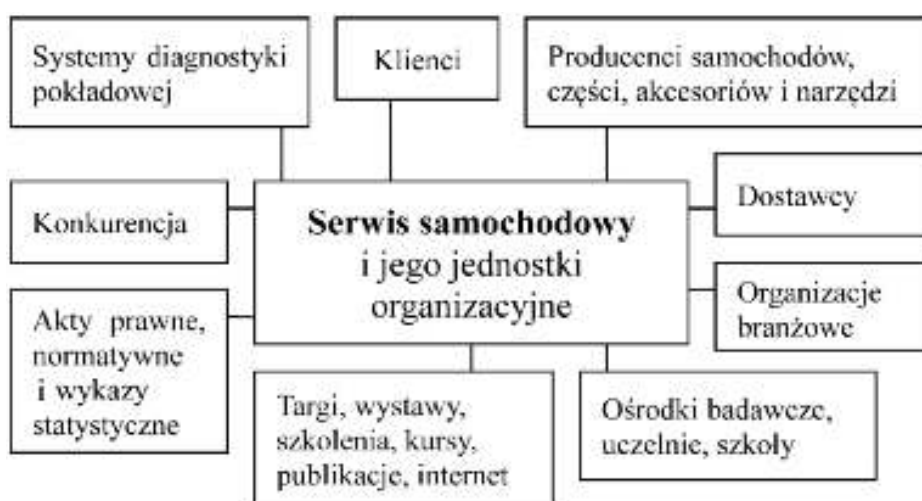 Systemy diagnostyki
pokładowej
Klienci
Producenci samochodów,
części, akcesoriów i narzędzi
Konkurencja
Serwis samochodowy
i jego jednostki
organizacyjne
Dostawcy
Organizacje
branżowe
Akty prawne,
normatywne
i wykazy
statystyczne
Targi, wystawy,
szkolenia, kursy,
publikacje, internet
Ośrodki badawcze,
uczelnie, szkoły